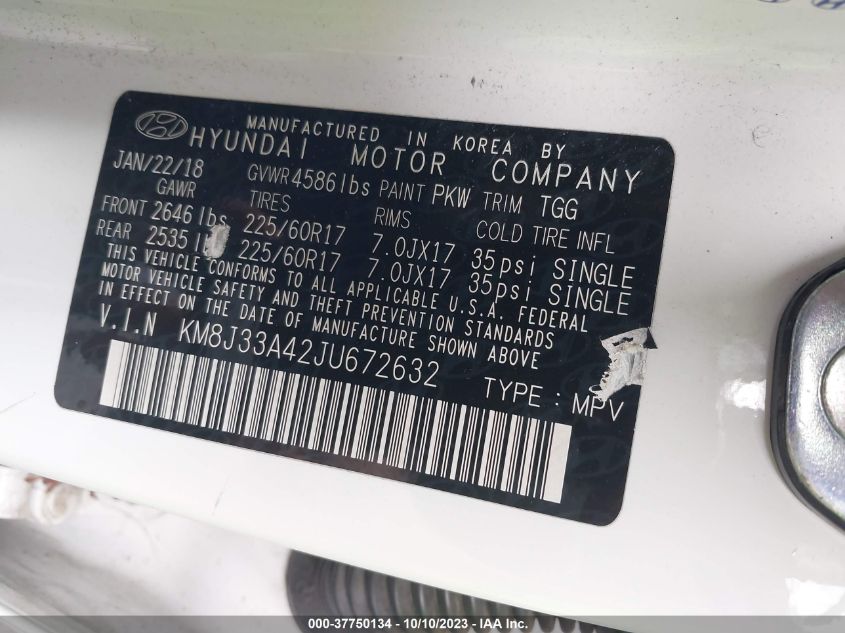 MANUFACTURED IN KOREA BY
HYUNDAI MOTOR COMPANY
JAN/22/18 GVWR 4586 lbs PAINT PKW TRIM TGG
GAWR TIRES RIMS COLD TIRE INFL
FRONT 2646 lbs 225/60R17 7.0JX17 35psi SINGLE
REAR 2535 225/60R17 7.0JX17 35psi SINGLE
THIS VEHICLE CONFORMS TO ALL APPLICABLE U.S.A. FEDERAL
MOTOR VEHICLE SAFETY AND THEFT PREVENTION STANDARDS
IN EFFECT ON THE DATE OF MANUFACTURE SHOWN ABOVE
V.I.N KM8J33A42JU672632 TYPE : MPV
000-37750134 - 10/10/2023 - IAA Inc.